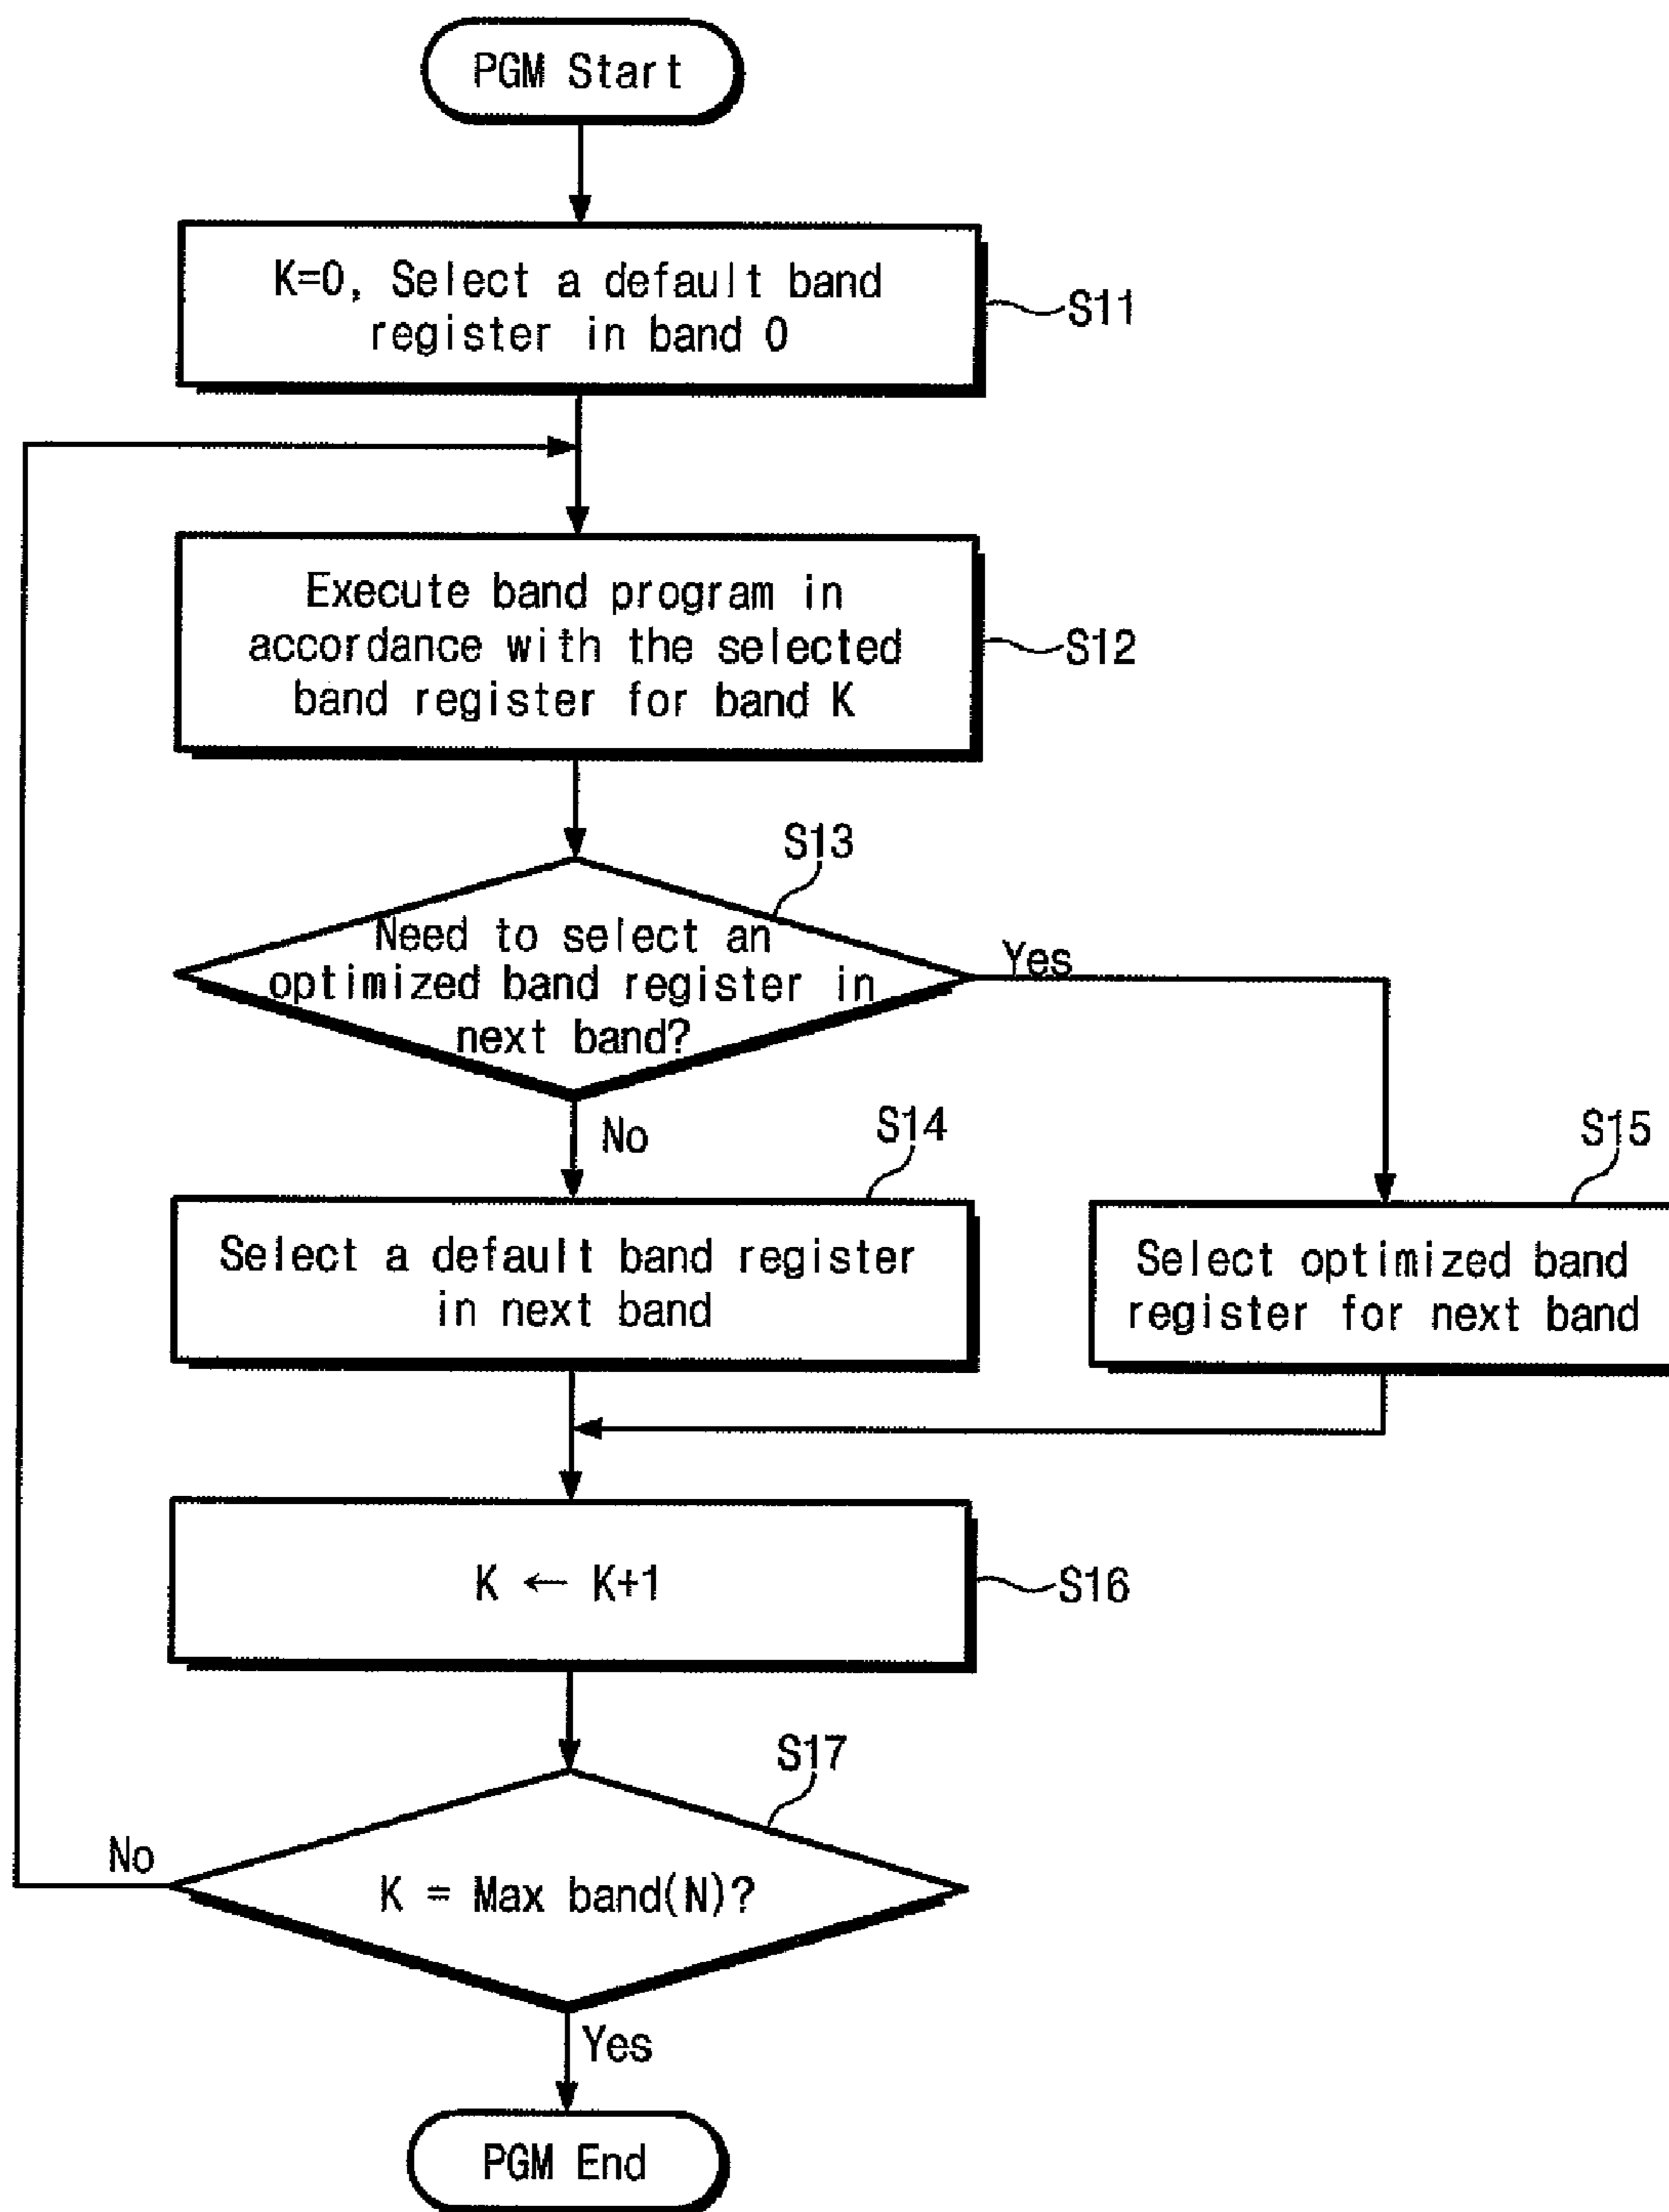 PGM Start
K=0, Select a default band
register in band 0
S11
Execute band program in
accordance with the selected
band register for band K
S12
S13
Need to select an
optimized band register in
next band?
Yes
No
S14
Select a default band register
in next band
S15
Select optimized band
register for next band
K ← K+1
S16
S17
K = Max band(N)?
No
Yes
PGM End